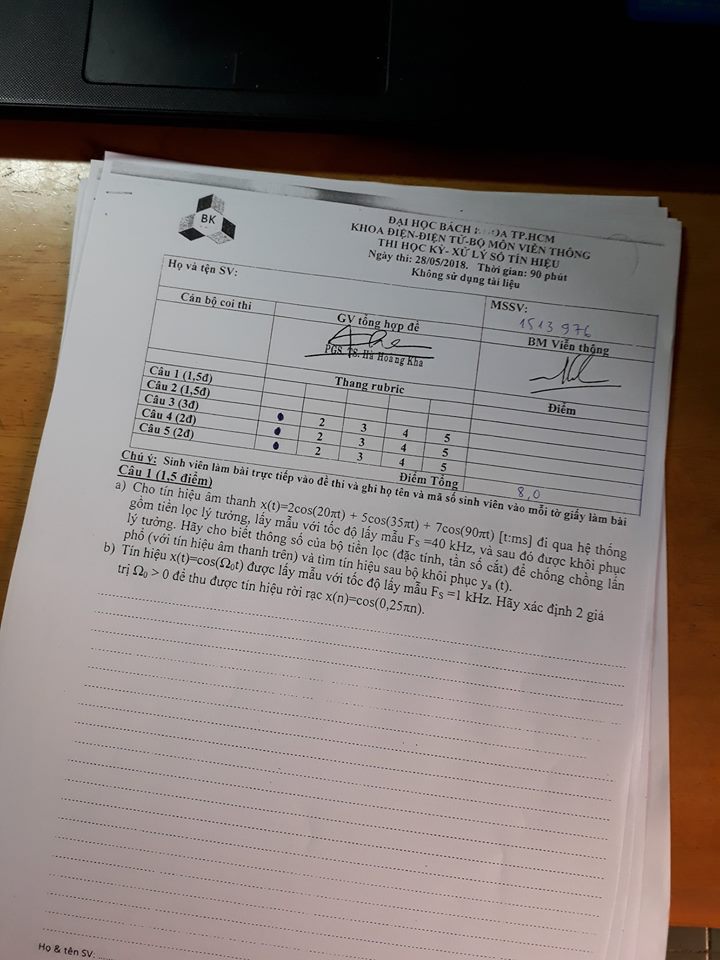 BK
ĐẠI HỌC BÁCH KHOA TP.HCM
KHOA ĐIỆN-ĐIỆN TỬ-BỘ MÔN VIỄN THÔNG
THI HỌC KỲ- XỬ LÝ SỐ TÍN HIỆU
Ngày thi: 28/05/2018. Thời gian: 90 phút
Không sử dụng tài liệu
Họ và tện SV:
MSSV:
1513976
Cán bộ coi thi
GV tổng hợp đề
BM Viễn thông
PGS. TS. Hà Hoàng Kha
Thang rubric
Điểm
Câu 1 (1,5đ)
Câu 2 (1,5đ)
Câu 3 (3đ)
2 3 4 5
Câu 4 (2đ)
2 3 4 5
Câu 5 (2đ)
2 3 4 5
Điểm Tổng
8,0
Chú ý: Sinh viên làm bài trực tiếp vào đề thi và ghi họ tên và mã số sinh viên vào mỗi tờ giấy làm bài
Câu 1 (1,5 điểm)
a) Cho tín hiệu âm thanh x(t)=2cos(20πt) + 5cos(35πt) + 7cos(90πt) [t:ms] đi qua hệ thống
gồm tiền lọc lý tưởng, lấy mẫu với tốc độ lấy mẫu Fs =40 kHz, và sau đó được khôi phục
lý tưởng. Hãy cho biết thông số của bộ tiền lọc (đặc tính, tần số cắt) để chống chồng lấn
phổ (với tín hiệu âm thanh trên) và tìm tín hiệu sau bộ khôi phục ya (t).
b) Tín hiệu x(t)=cos(Ω0t) được lấy mẫu với tốc độ lấy mẫu Fs =1 kHz. Hãy xác định 2 giá
trị Ω0 > 0 để thu được tín hiệu rời rạc x(n)=cos(0,25πn).
Họ & tên SV: